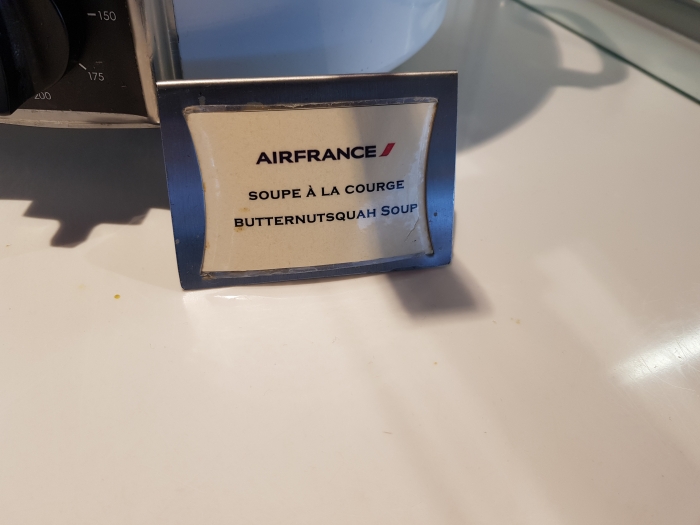 150
175
200
AIRFRANCE
SOUPE À LA COURGE
BUTTERNUTSQUAH SOUP